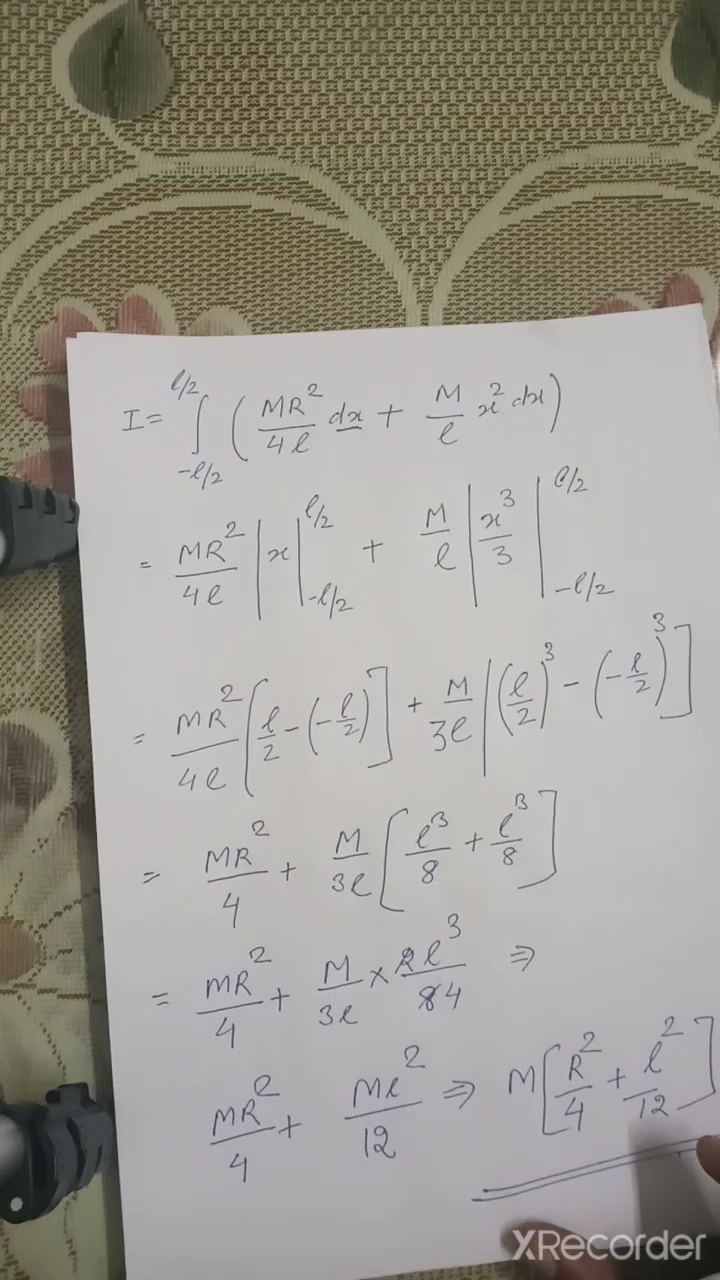 I = ∫_{-l/2}^{l/2} ( MR²/4l dx + M/l x² dx )
= MR²/4l |x|_{-l/2}^{l/2} + M/l |x³/3|_{-l/2}^{l/2}
= MR²/4l [l/2 - (-l/2)] + M/3l |(l/2)³ - (-l/2)³]
= MR²/4 + M/3l [l³/8 + l³/8]
= MR²/4 + M/3l × 2l³/84 ⇒
MR²/4 + Ml²/12 ⇒ M[R²/4 + l²/12]
XRecorder